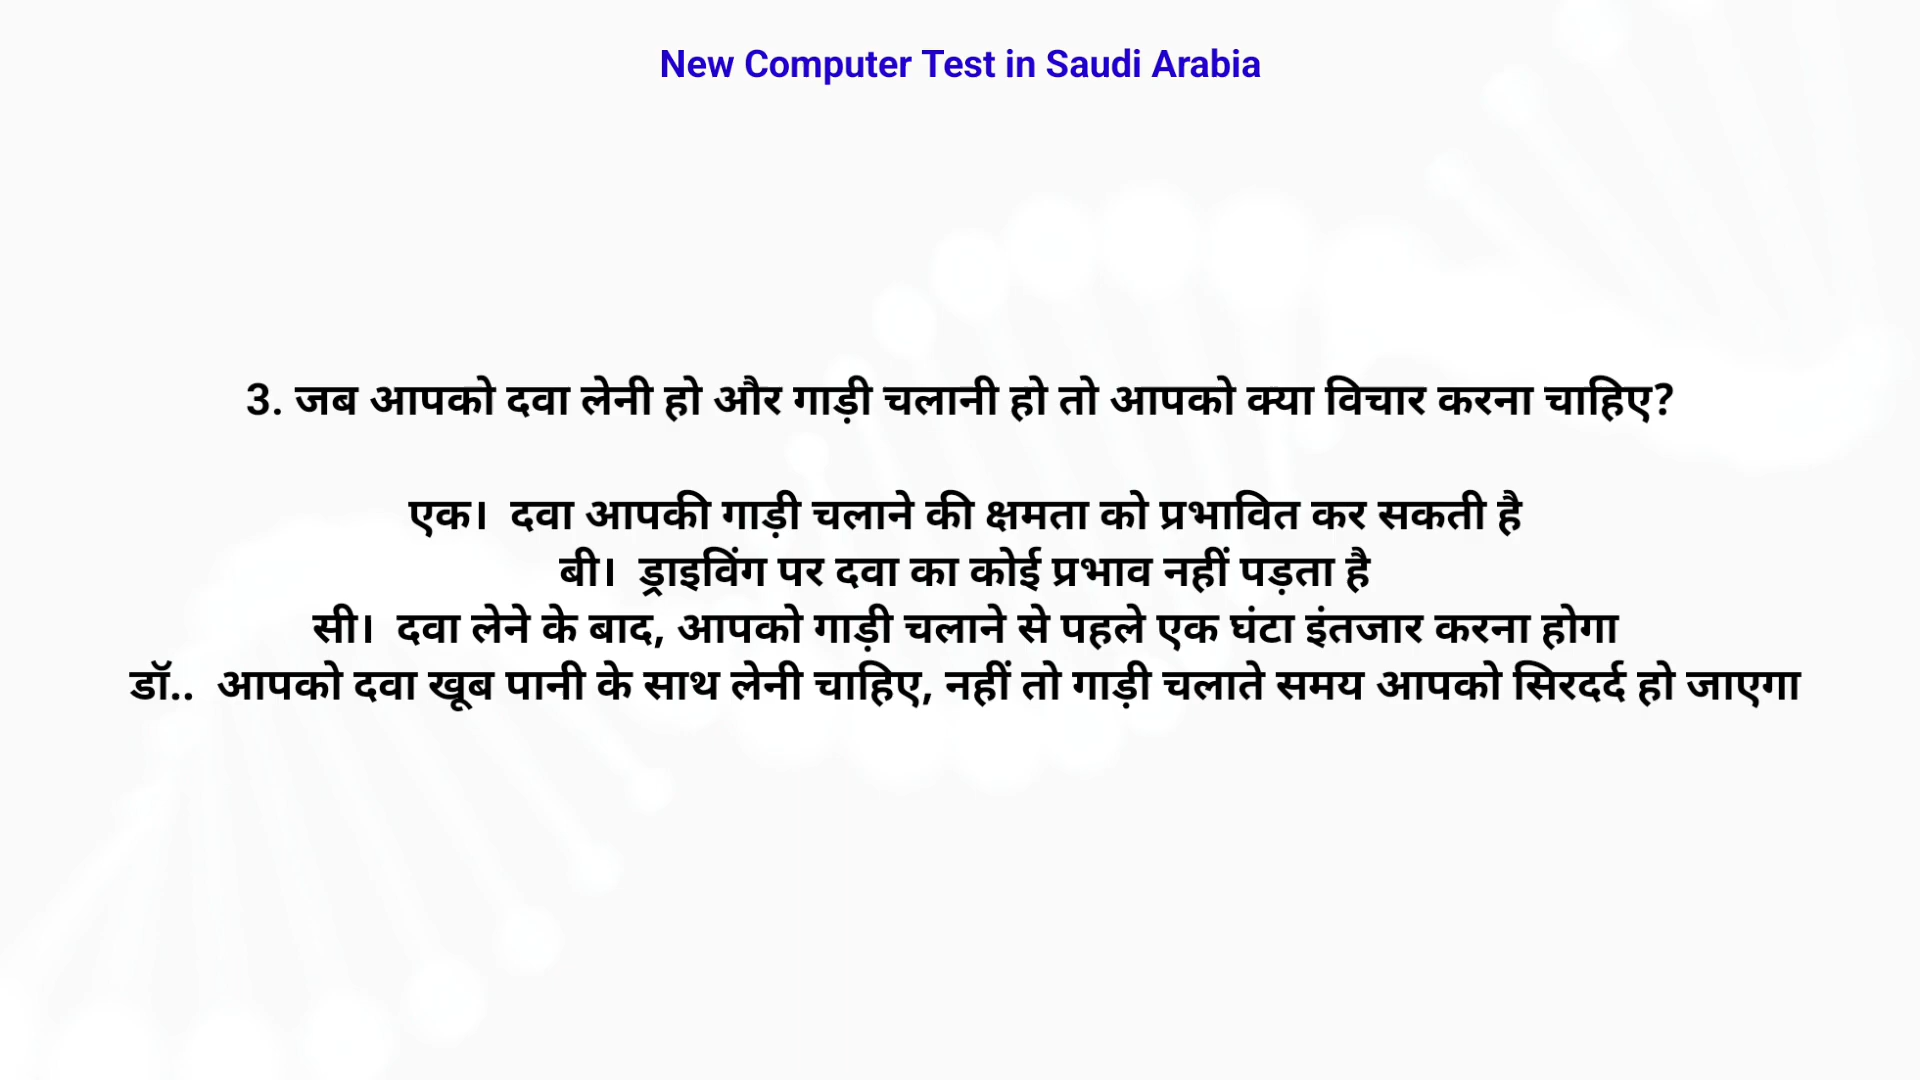 New Computer Test in Saudi Arabia
3. जब आपको दवा लेनी हो और गाड़ी चलानी हो तो आपको क्या विचार करना चाहिए?
एक।  दवा आपकी गाड़ी चलाने की क्षमता को प्रभावित कर सकती है
बी।  ड्राइविंग पर दवा का कोई प्रभाव नहीं पड़ता है
सी।  दवा लेने के बाद, आपको गाड़ी चलाने से पहले एक घंटा इंतजार करना होगा
डॉ..  आपको दवा खूब पानी के साथ लेनी चाहिए, नहीं तो गाड़ी चलाते समय आपको सिरदर्द हो जाएगा